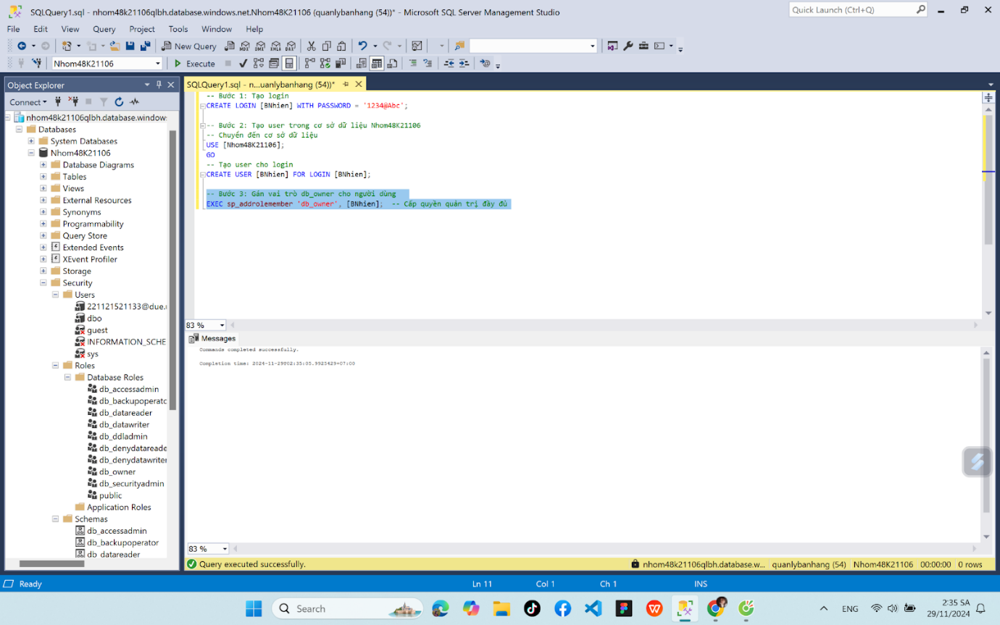 SQLQuery1.sql - nhom48k21106qlbh.database.windows.net.Nhom48K21106 (quanlybanhang (54))* - Microsoft SQL Server Management Studio
Quick Launch (Ctrl+Q)
File Edit View Query Project Tools Window Help
New Query
MDX DMX XMLA DAX
Nhom48K21106
Execute
Object Explorer
SQLQuery1.sql - n...uanlybanhang (54))*
Connect
nhom48k21106qlbh.database.window:
Databases
System Databases
Nhom48K21106
Database Diagrams
Tables
Views
External Resources
Synonyms
Programmability
Query Store
Extended Events
XEvent Profiler
Storage
Security
Users
221121521133@due.u
dbo
guest
INFORMATION_SCHE
sys
Roles
Database Roles
db_accessadmin
db_backupoperato
db_datareader
db_datawriter
db_ddladmin
db_denydatareade
db_denydatawriter
db_owner
db_securityadmin
public
Application Roles
Schemas
db_accessadmin
db_backupoperator
db_datareader
-- Bước 1: Tạo login
CREATE LOGIN [BNhien] WITH PASSWORD = '1234@Abc';
-- Bước 2: Tạo user trong cơ sở dữ liệu Nhom48K21106
-- Chuyển đến cơ sở dữ liệu
USE [Nhom48K21106];
GO
-- Tạo user cho login
CREATE USER [BNhien] FOR LOGIN [BNhien];
-- Bước 3: Gán vai trò db_owner cho người dùng
EXEC sp_addrolemember 'db_owner', [BNhien];  -- Cấp quyền quản trị đầy đủ
83 %
Messages
Commands completed successfully.
Completion time: 2024-11-29T02:35:05.9925429+07:00
83 %
Query executed successfully.
nhom48k21106qlbh.database.w... quanlybanhang (54) Nhom48K21106 00:00:00 0 rows
Ready Ln 11 Col 1 Ch 1 INS
Search
ENG
2:35 SA
29/11/2024